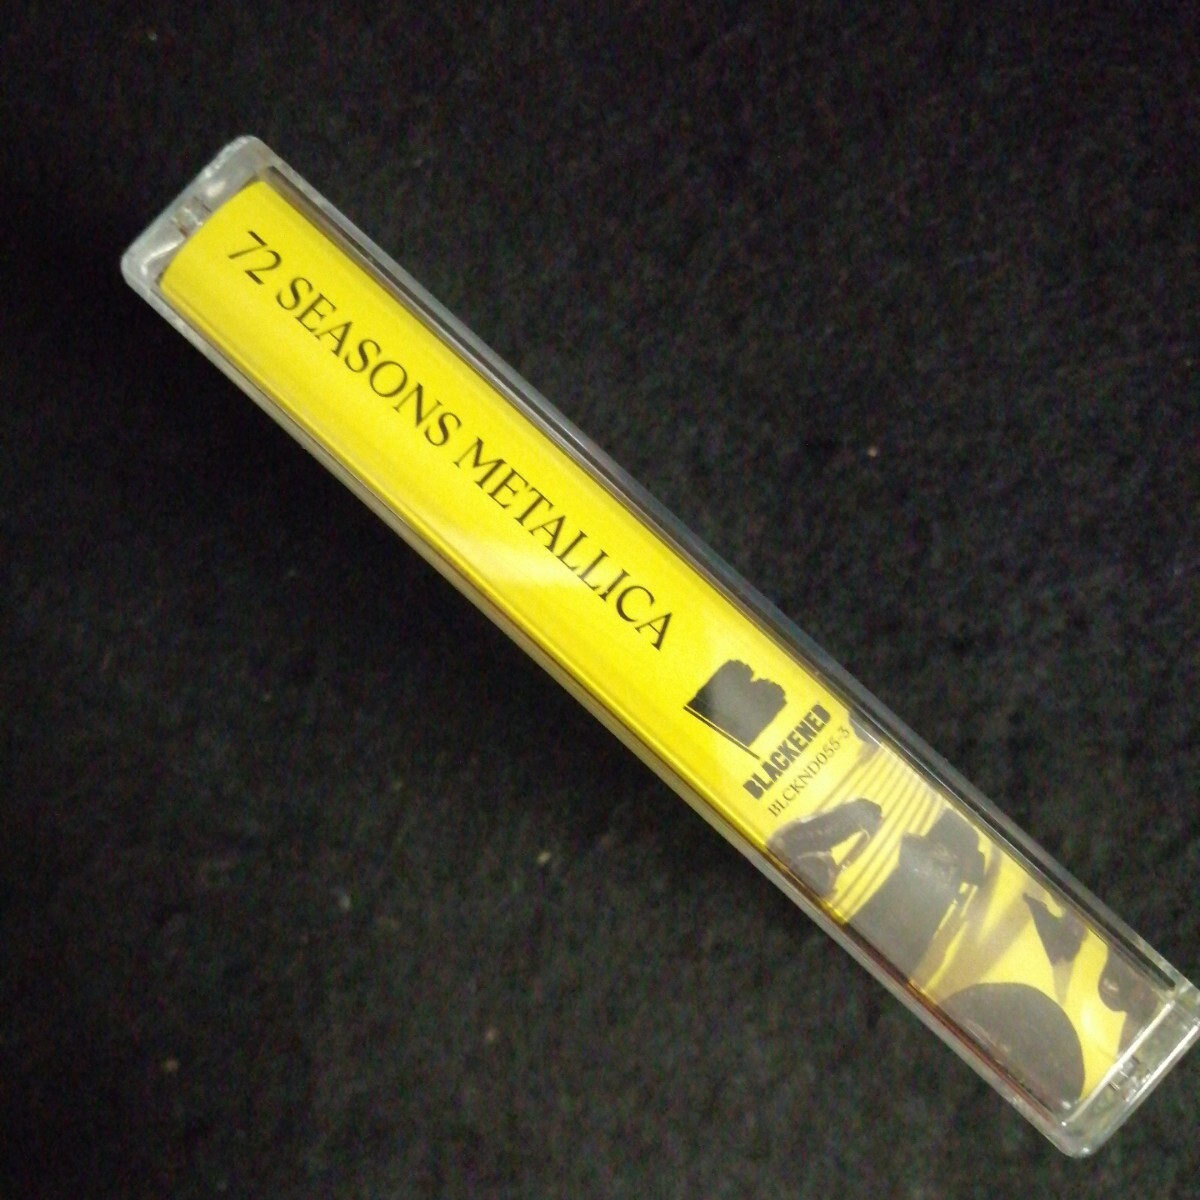 72 SEASONS METALLICA
BLACKENED
BLCKND055-3